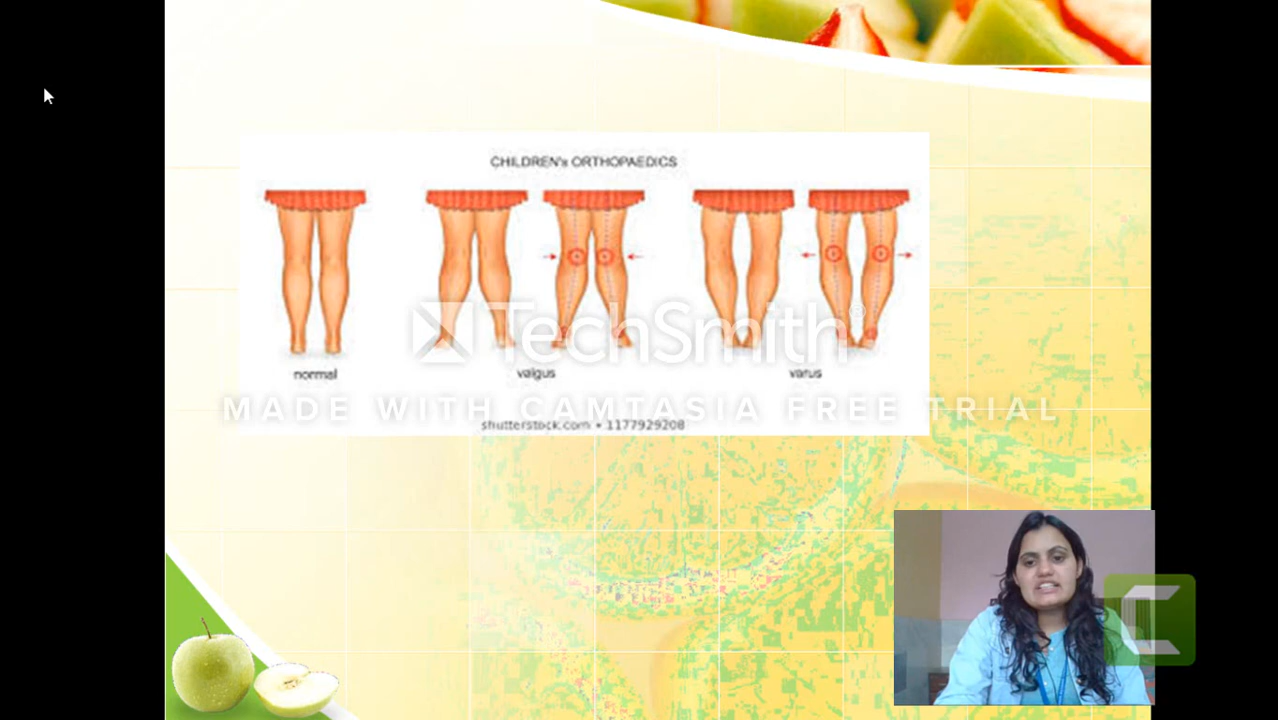 CHILDREN's ORTHOPAEDICS
TechSmith®
normal
valgus
varus
MADE WITH CAMTASIA FREE TRIAL
shutterstock.com • 1177929208